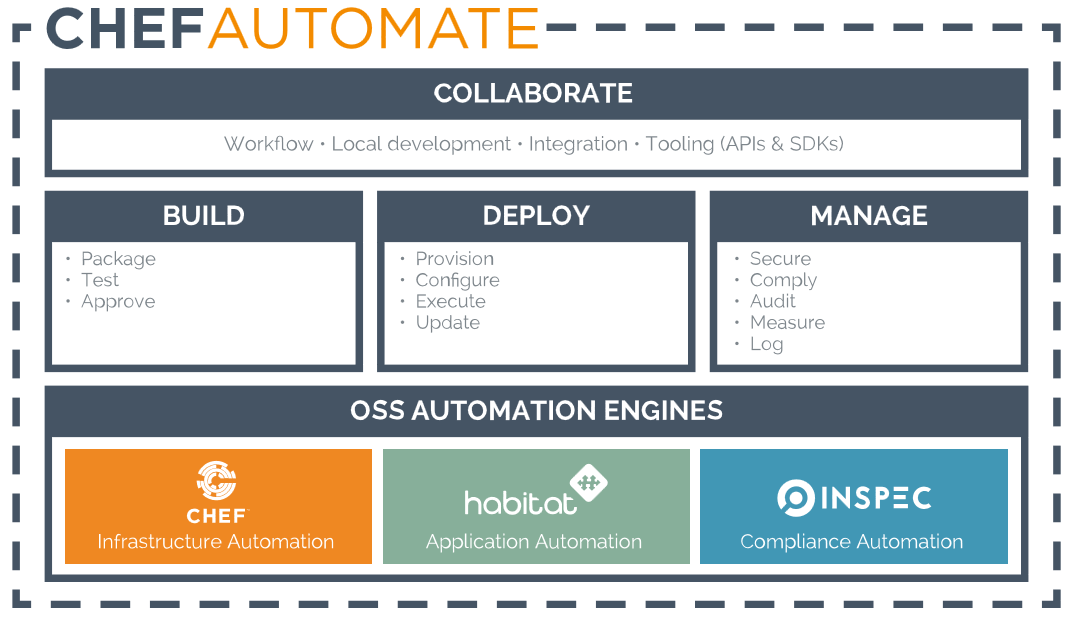 CHEFAUTOMATE
COLLABORATE
Workflow • Local development • Integration • Tooling (APIs & SDKs)
BUILD
• Package
• Test
• Approve
DEPLOY
• Provision
• Configure
• Execute
• Update
MANAGE
• Secure
• Comply
• Audit
• Measure
• Log
OSS AUTOMATION ENGINES
CHEF™
Infrastructure Automation
habitat
Application Automation
INSPEC
Compliance Automation